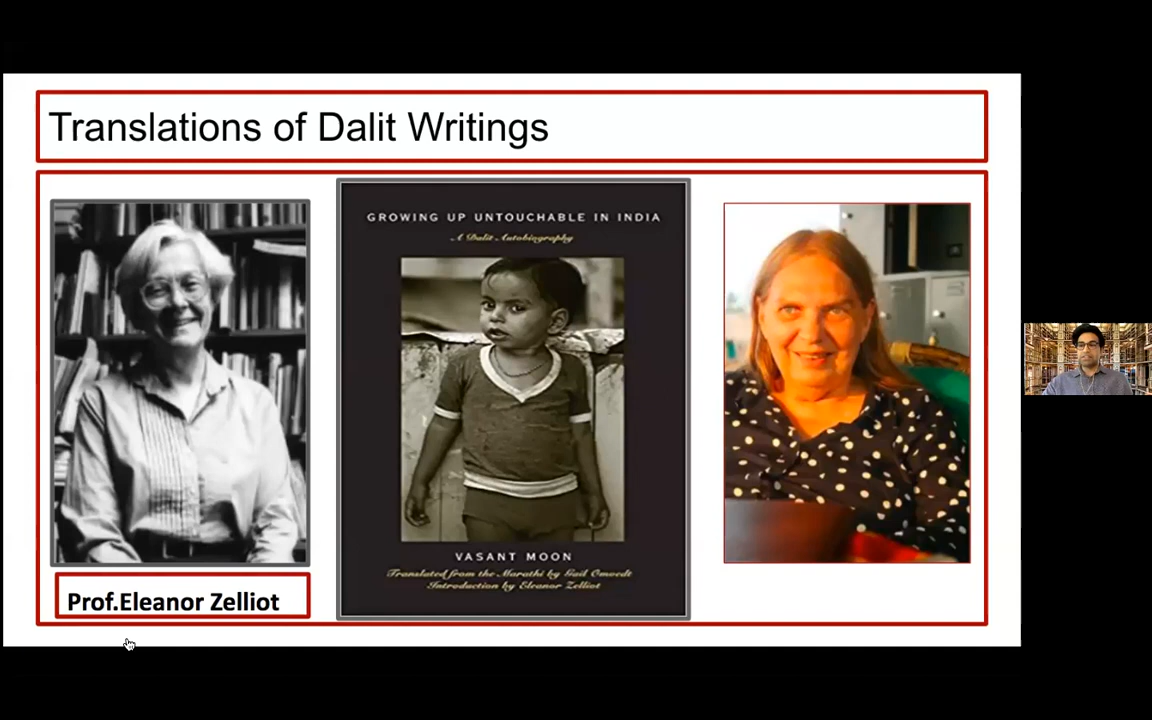 Translations of Dalit Writings
GROWING UP UNTOUCHABLE IN INDIA
A Dalit Autobiography
VASANT MOON
Translated from the Marathi by Gail Omvedt
Introduction by Eleanor Zelliot
Prof.Eleanor Zelliot